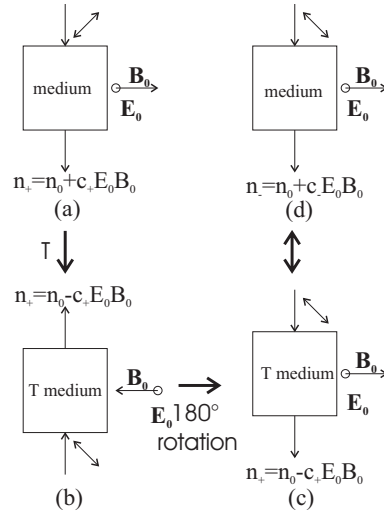 medium
B₀
E₀
n₊=n₀+c₊E₀B₀
(a)
medium
B₀
E₀
n₋=n₀+c₋E₀B₀
(d)
T
n₊=n₀-c₊E₀B₀
T medium
B₀
E₀
(b)
180°
rotation
T medium
B₀
E₀
n₊=n₀-c₊E₀B₀
(c)